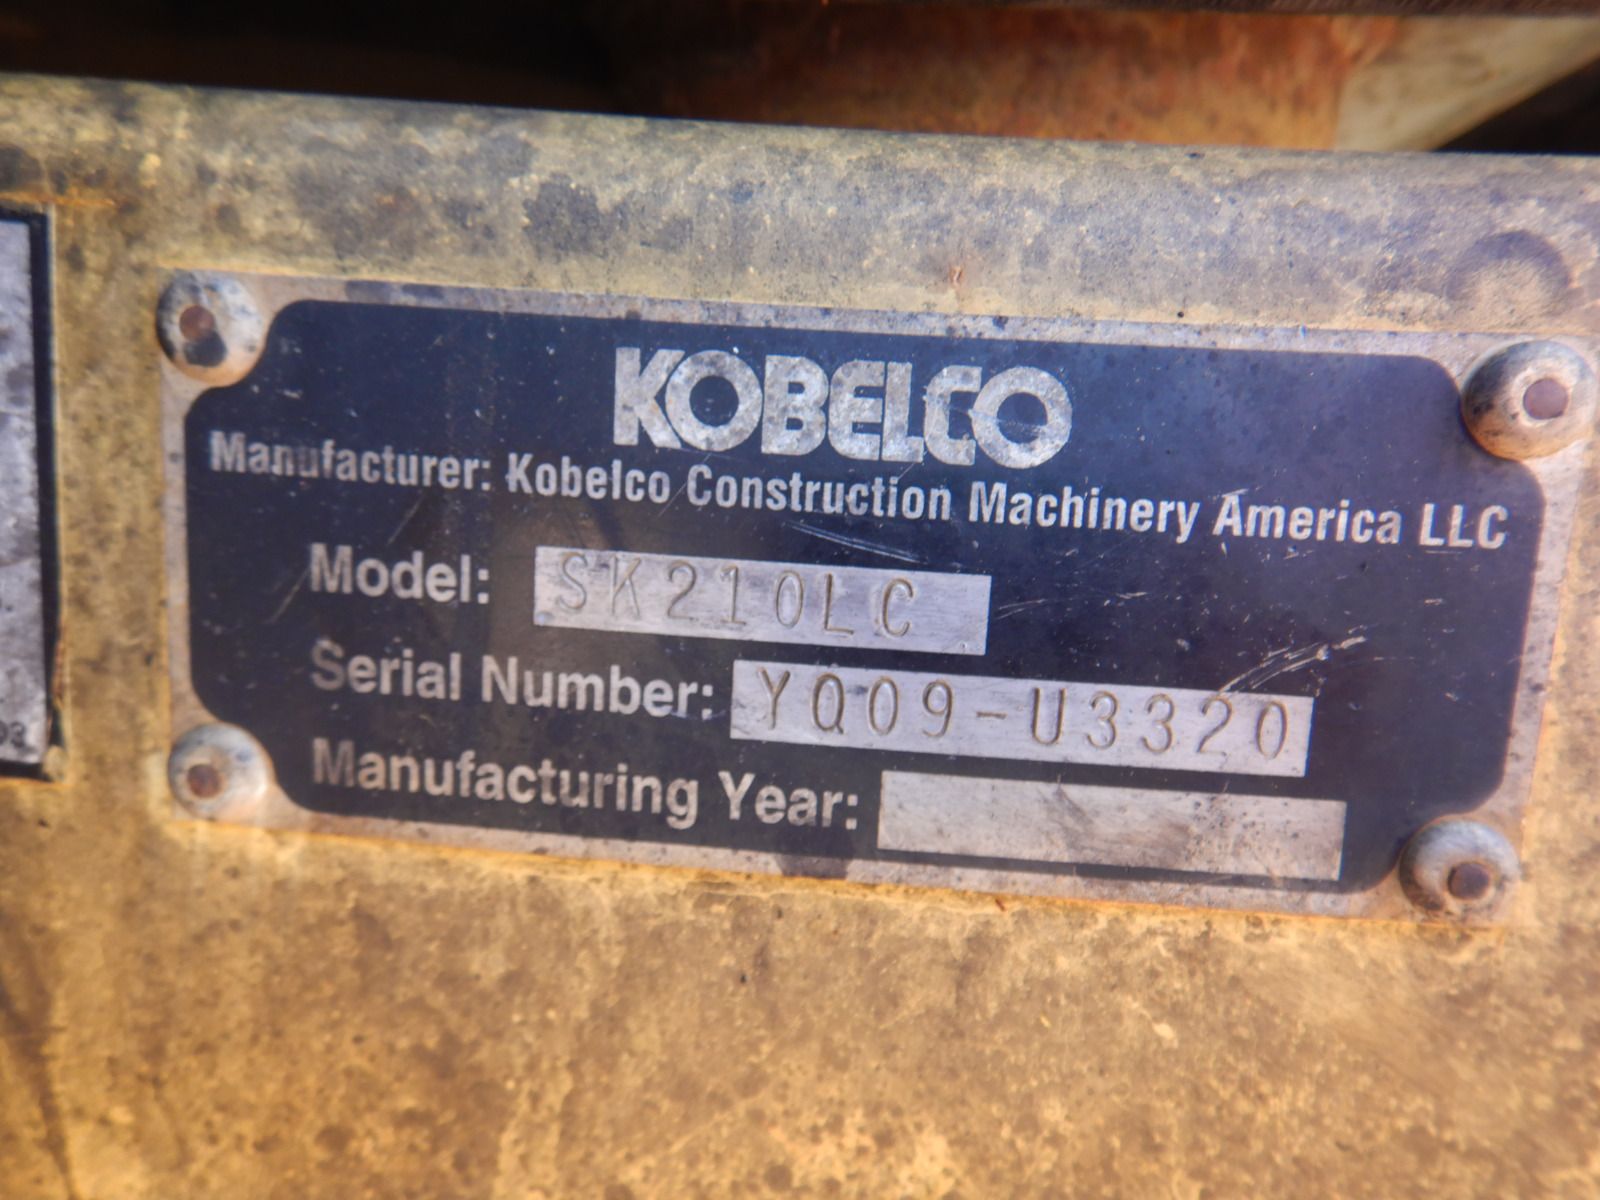 KOBELCO
Manufacturer: Kobelco Construction Machinery America LLC
Model: SK210LC
Serial Number: YQ09-U3320
Manufacturing Year: